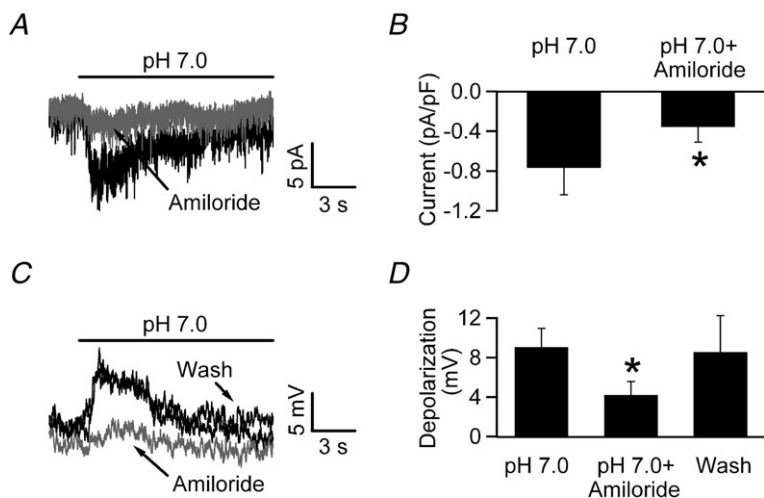 A
pH 7.0
Amiloride
5 pA
3 s
B
pH 7.0
pH 7.0+
Amiloride
Current (pA/pF)
0.0
-0.4
-0.8
-1.2
*
C
pH 7.0
Wash
Amiloride
5 mV
3 s
D
Depolarization
(mV)
12
8
4
0
*
pH 7.0
pH 7.0+
Amiloride
Wash